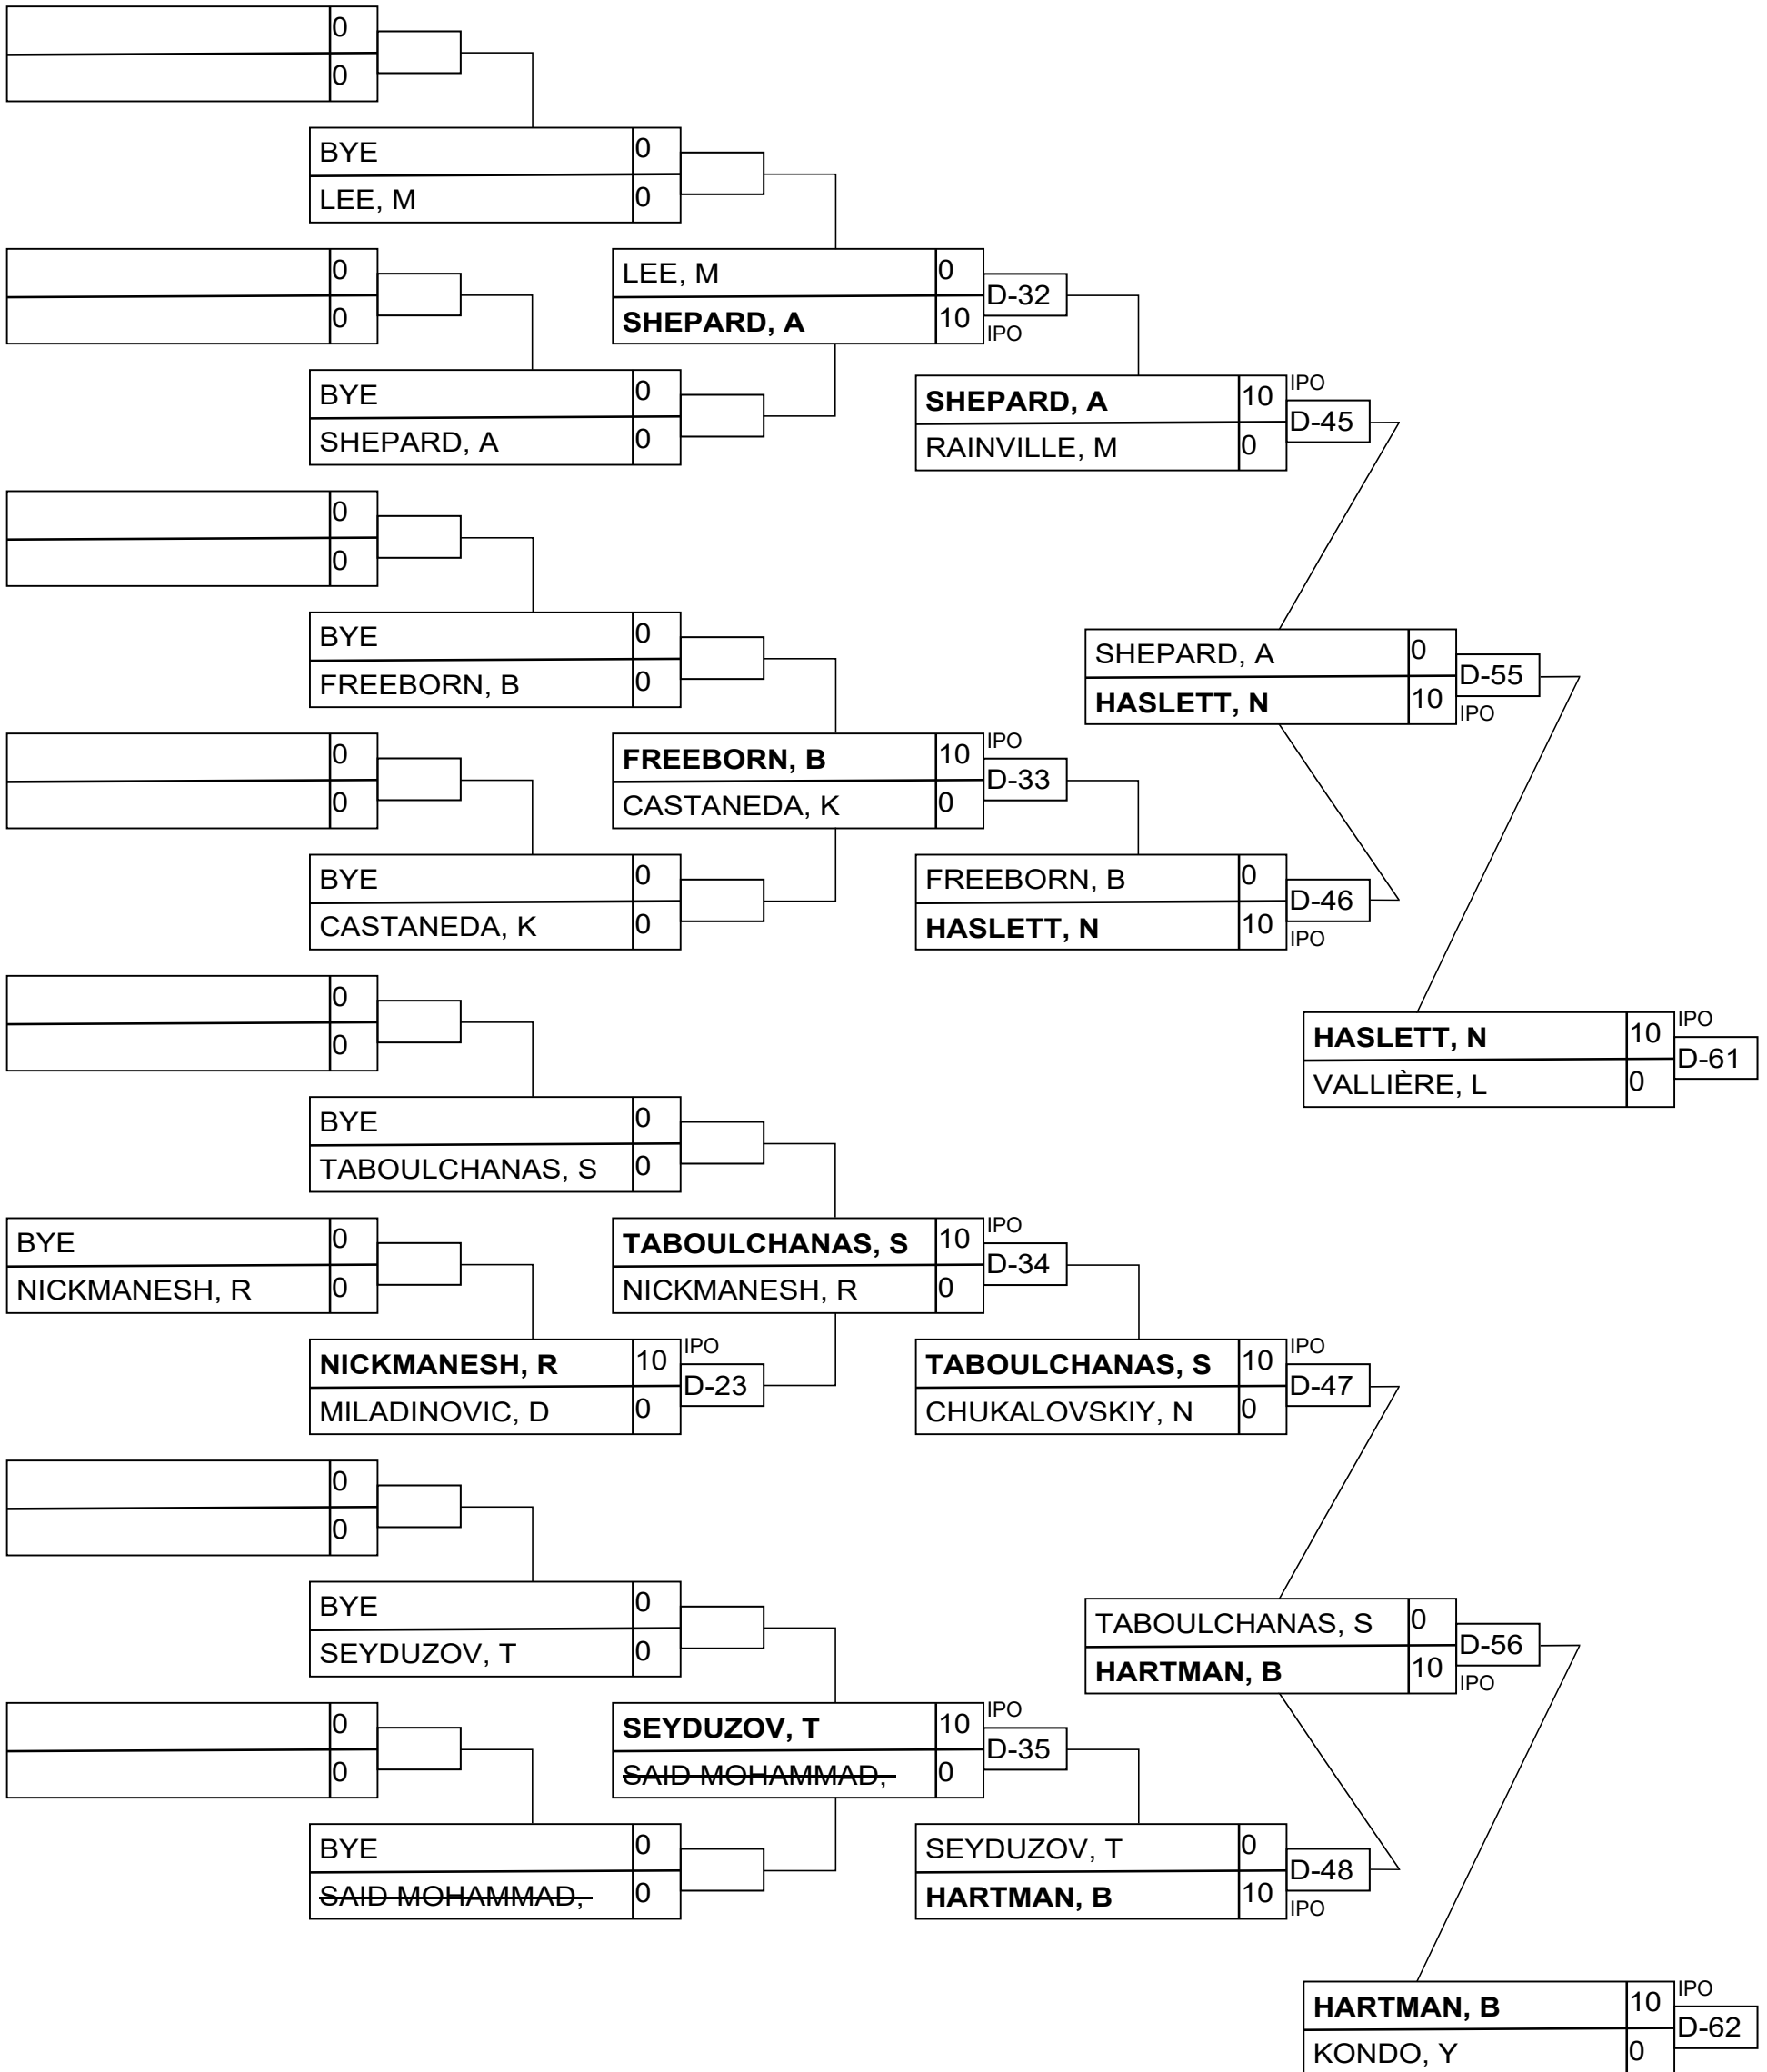 0
0
BYE 0
LEE, M 0
0
0
LEE, M 0
SHEPARD, A 10
D-32
IPO
BYE 0
SHEPARD, A 0
SHEPARD, A 10
RAINVILLE, M 0
IPO
D-45
0
0
BYE 0
FREEBORN, B 0
SHEPARD, A 0
HASLETT, N 10
D-55
IPO
0
0
FREEBORN, B 10
CASTANEDA, K 0
IPO
D-33
BYE 0
CASTANEDA, K 0
FREEBORN, B 0
HASLETT, N 10
D-46
IPO
0
0
HASLETT, N 10
VALLIÈRE, L 0
IPO
D-61
BYE 0
TABOULCHANAS, S 0
BYE 0
NICKMANESH, R 0
TABOULCHANAS, S 10
NICKMANESH, R 0
IPO
D-34
NICKMANESH, R 10
MILADINOVIC, D 0
IPO
D-23
TABOULCHANAS, S 10
CHUKALOVSKIY, N 0
IPO
D-47
0
0
BYE 0
SEYDUZOV, T 0
TABOULCHANAS, S 0
HARTMAN, B 10
D-56
IPO
0
0
SEYDUZOV, T 10
SAID MOHAMMAD, 0
IPO
D-35
BYE 0
SAID MOHAMMAD, 0
SEYDUZOV, T 0
HARTMAN, B 10
D-48
IPO
HARTMAN, B 10
KONDO, Y 0
IPO
D-62